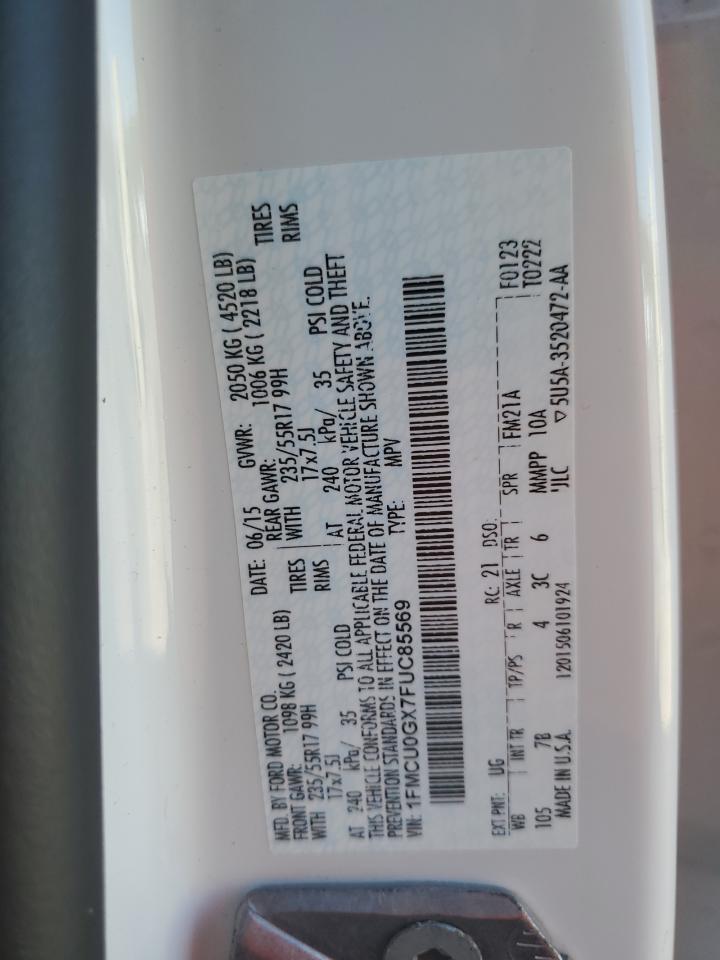 MFD. BY FORD MOTOR CO. DATE: 06/15 GVWR: 2050 KG ( 4520 LB)
FRONT GAWR: 1098 KG ( 2420 LB) REAR GAWR: 1006 KG ( 2218 LB)
WITH 235/55R17 99H TIRES WITH 235/55R17 99H TIRES
17x7.5J RIMS 17x7.5J RIMS
AT 240 kPa/ 35 PSI COLD AT 240 kPa/ 35 PSI COLD
THIS VEHICLE CONFORMS TO ALL APPLICABLE FEDERAL MOTOR VEHICLE SAFETY AND THEFT
PREVENTION STANDARDS IN EFFECT ON THE DATE OF MANUFACTURE SHOWN ABOVE.
VIN: 1FMCU0GX7FUC85569 TYPE: MPV
EXT PNT: UG RC: 21 DSO: F0123
WB INT TR TP/PS R AXLE TR SPR FM21A T0222
105 7B 4 3C 6 MMPP 10A
MADE IN U.S.A. 1201506101924 JLC ▽5U5A-3520472-AA